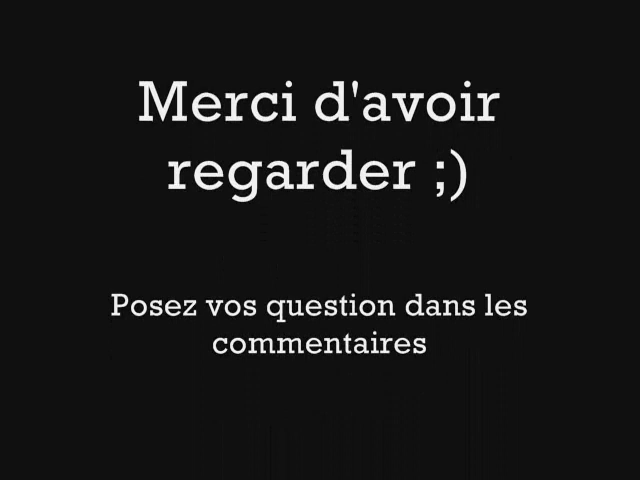 Merci d'avoir
regarder ;)
Posez vos question dans les
commentaires